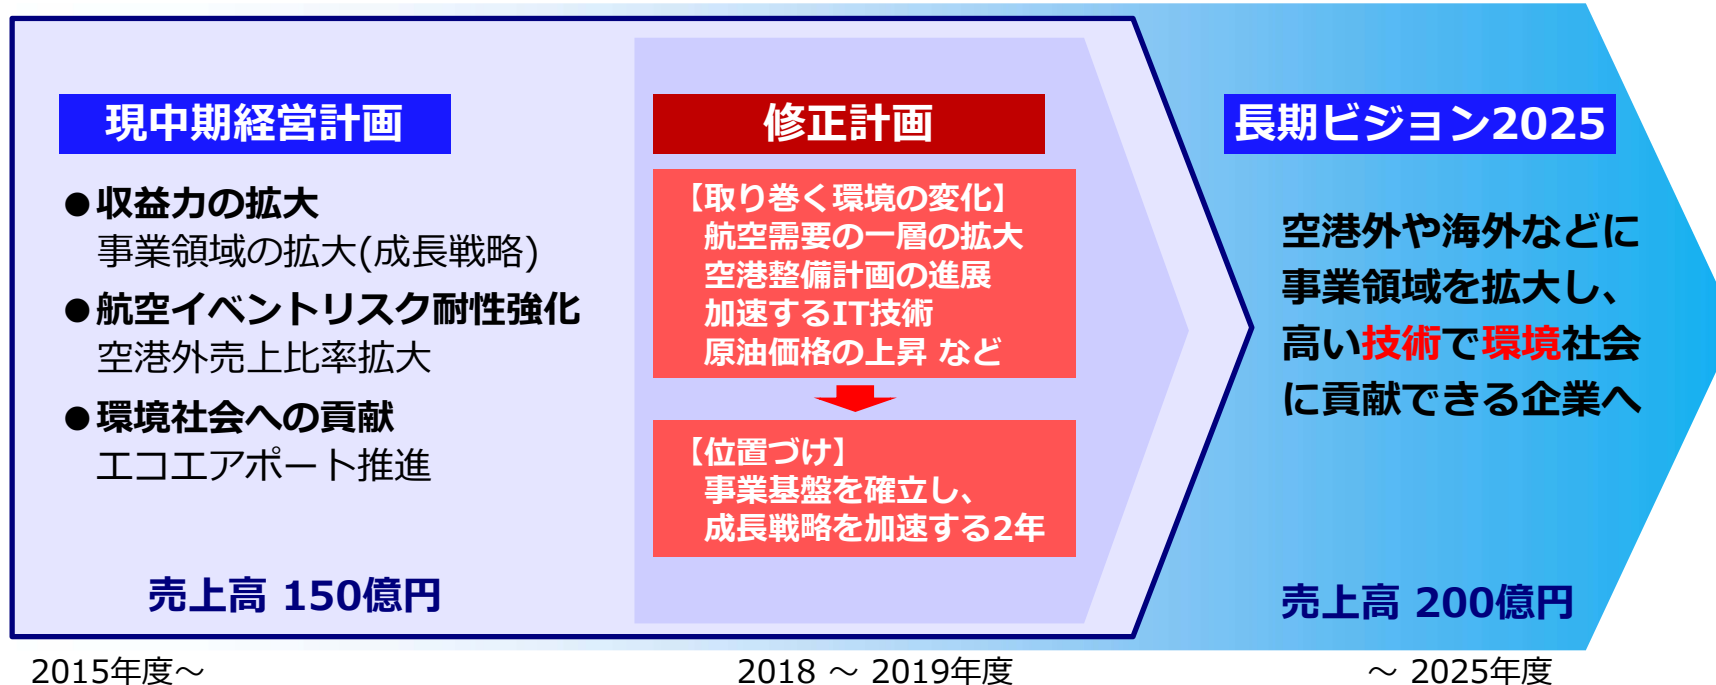 現中期経営計画
●収益力の拡大
事業領域の拡大(成長戦略)
●航空イベントリスク耐性強化
空港外売上比率拡大
●環境社会への貢献
エコエアポート推進
売上高 150億円
修正計画
【取り巻く環境の変化】
航空需要の一層の拡大
空港整備計画の進展
加速するIT技術
原油価格の上昇 など
【位置づけ】
事業基盤を確立し、
成長戦略を加速する2年
長期ビジョン2025
空港外や海外などに
事業領域を拡大し、
高い技術で環境社会
に貢献できる企業へ
売上高 200億円
2015年度～
2018 ～ 2019年度
～ 2025年度